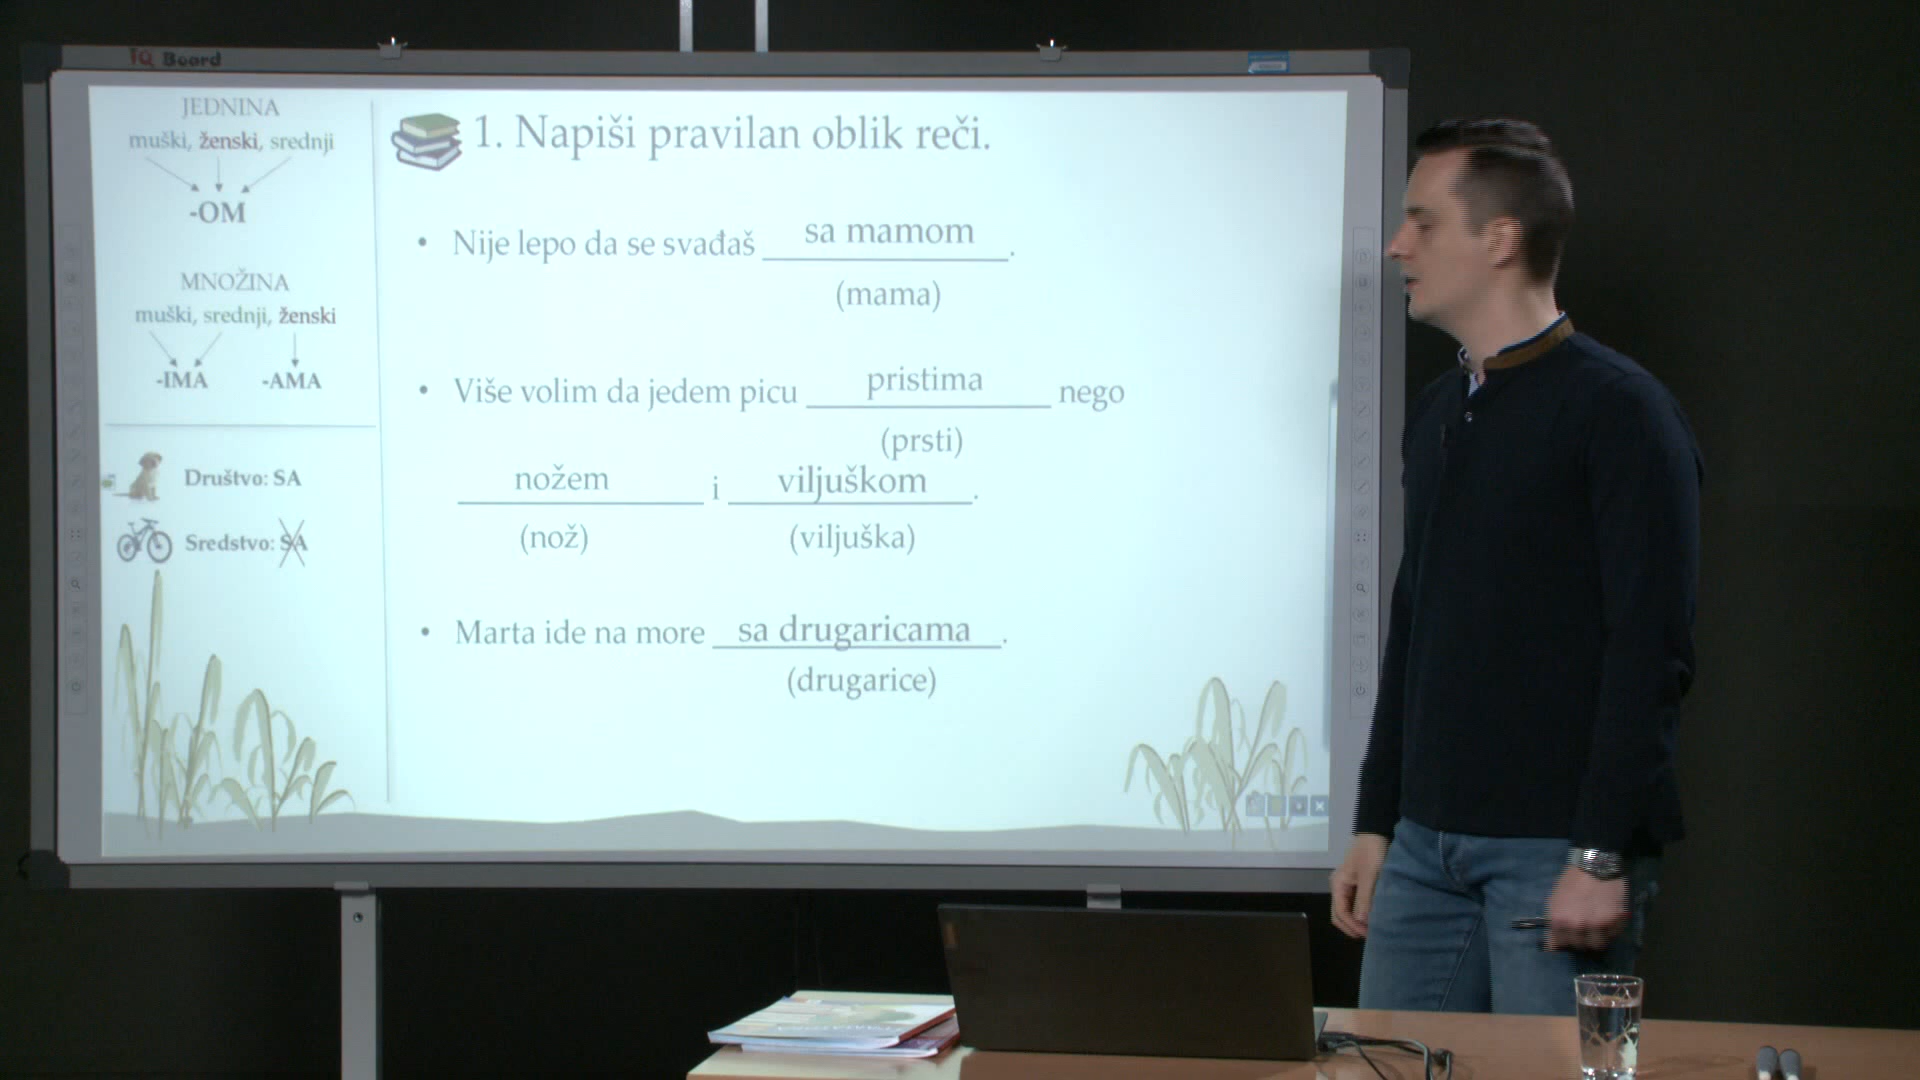 IQ Board
JEDNINA
muški, ženski, srednji
-OM
MNOŽINA
muški, srednji, ženski
-IMA -AMA
Društvo: SA
Sredstvo: SA
1. Napiši pravilan oblik reči.
• Nije lepo da se svađaš sa mamom.
(mama)
• Više volim da jedem picu pristima nego
(prsti)
nožem i viljuškom.
(nož) (viljuška)
• Marta ide na more sa drugaricama.
(drugarice)